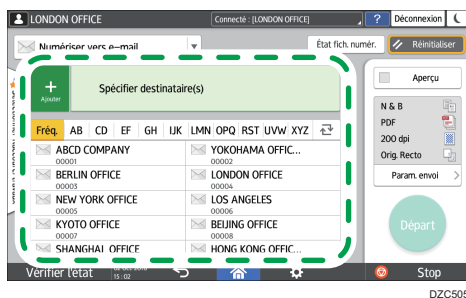 LONDON OFFICE
Connecté : [LONDON OFFICE]
?
Déconnexion
Numériser vers e-mail
État fich. numér.
Réinitialiser
+
Ajouter
Spécifier destinataire(s)
Aperçu
Fréq. AB CD EF GH IJK LMN OPQ RST UVW XYZ
N & B
PDF
200 dpi
Orig. Recto
Param. envoi
ABCD COMPANY
00001
YOKOHAMA OFFIC...
00002
BERLIN OFFICE
00003
LONDON OFFICE
00004
NEW YORK OFFICE
00005
LOS ANGELES
00006
KYOTO OFFICE
00007
BEIJING OFFICE
00008
SHANGHAI OFFICE
HONG KONG OFFIC...
Départ
Vérifier l'état
15 : 02
Stop
DZC505